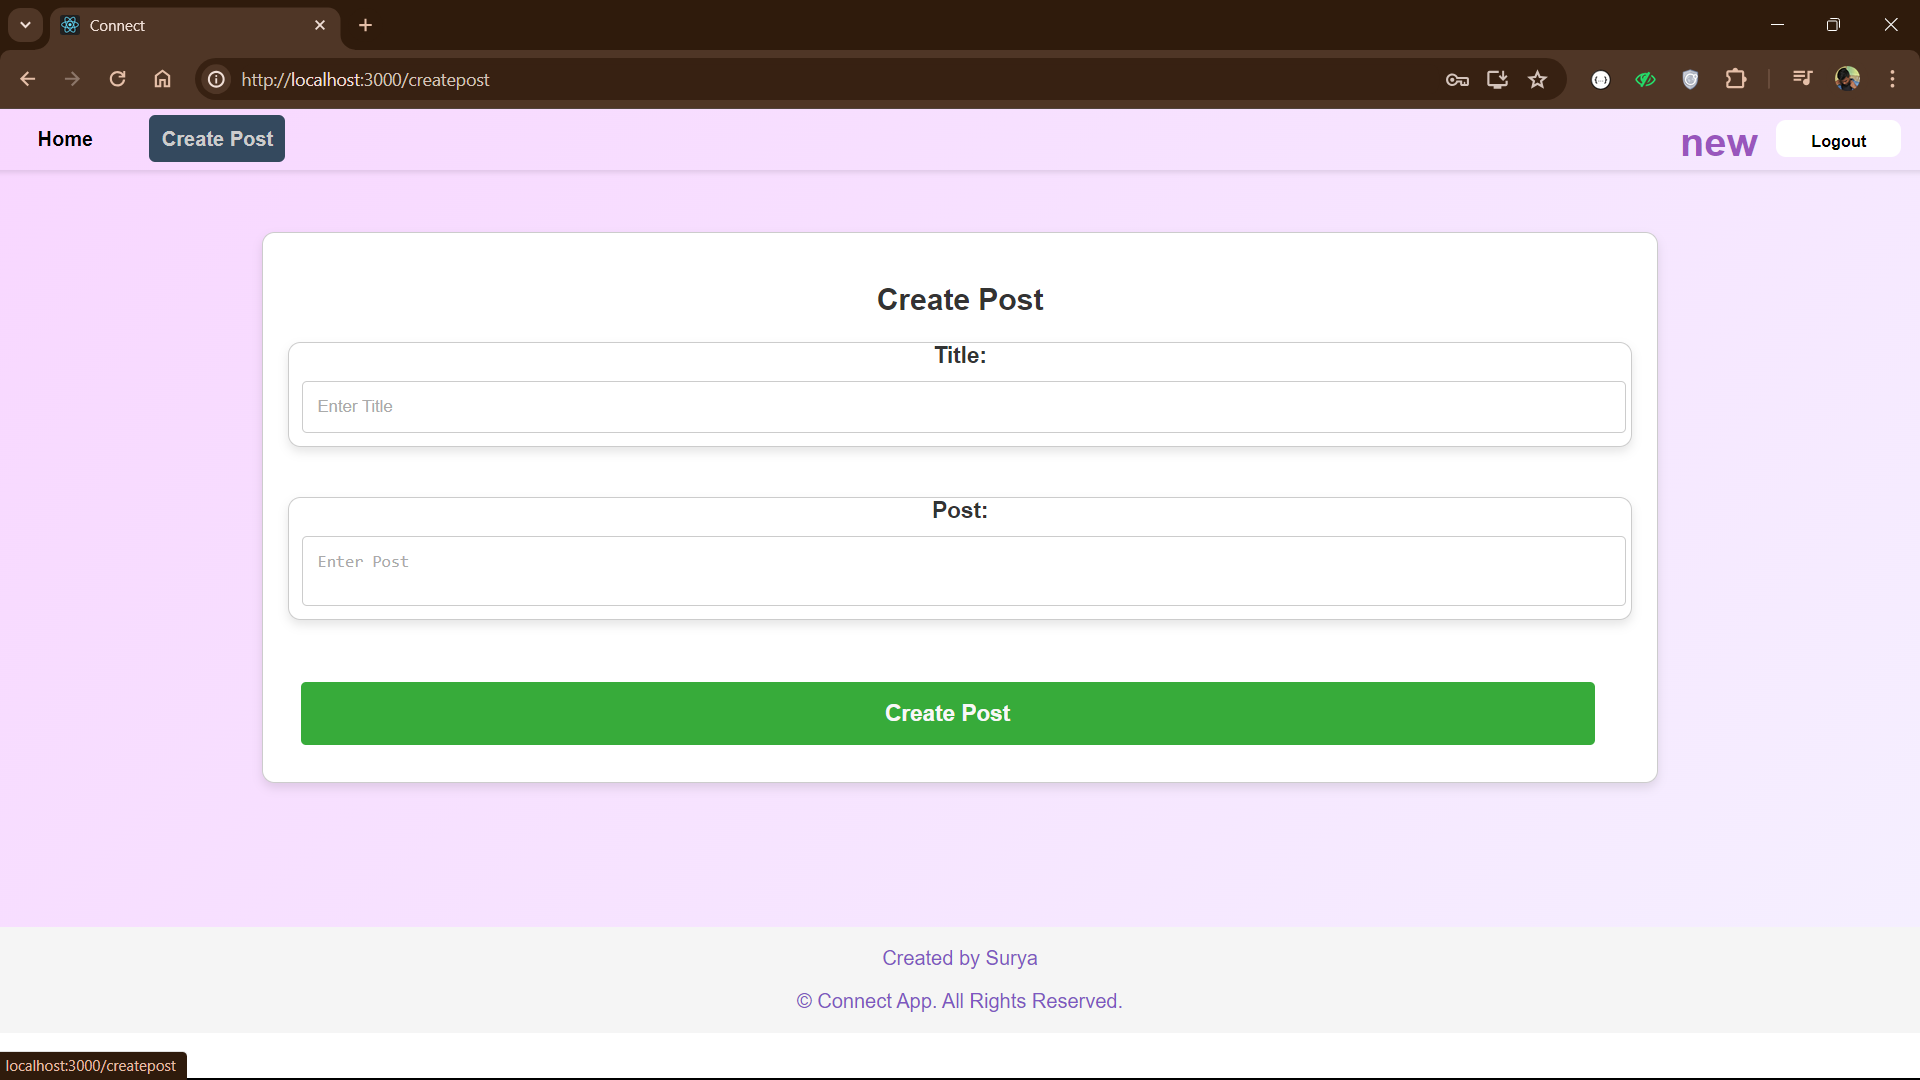 Connect
http://localhost:3000/createpost
Home
Create Post
new
Logout
Create Post
Title:
Enter Title
Post:
Enter Post
Create Post
Created by Surya
© Connect App. All Rights Reserved.
localhost:3000/createpost